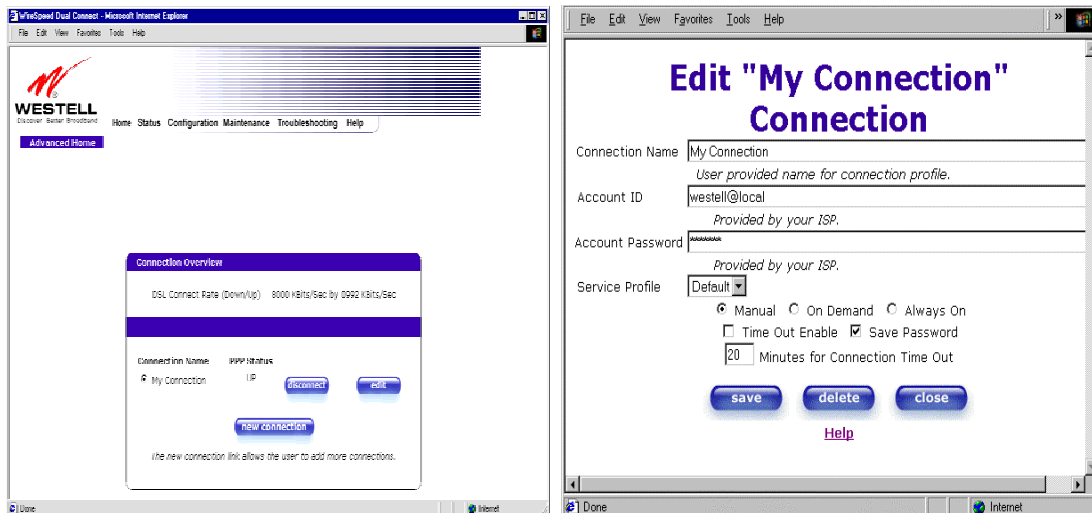 WireSpeed Dual Connect - Microsoft Internet Explorer
File Edit View Favorites Tools Help
WESTELL
Discover Better Broadband
Home Status Configuration Maintenance Troubleshooting Help
Advanced Home
Connection Overview
DSL Connect Rate (Down/Up) 8000 KBits/Sec by 0992 KBits/Sec
Connection Name PPP Status
My Connection UP disconnect edit
new connection
The new connection link allows the user to add more connections.
Done Internet
File Edit View Favorites Tools Help »
Edit "My Connection"
Connection
Connection Name My Connection
User provided name for connection profile.
Account ID westell@local
Provided by your ISP.
Account Password *******
Provided by your ISP.
Service Profile Default
Manual On Demand Always On
Time Out Enable Save Password
20 Minutes for Connection Time Out
save delete close
Help
Done Internet